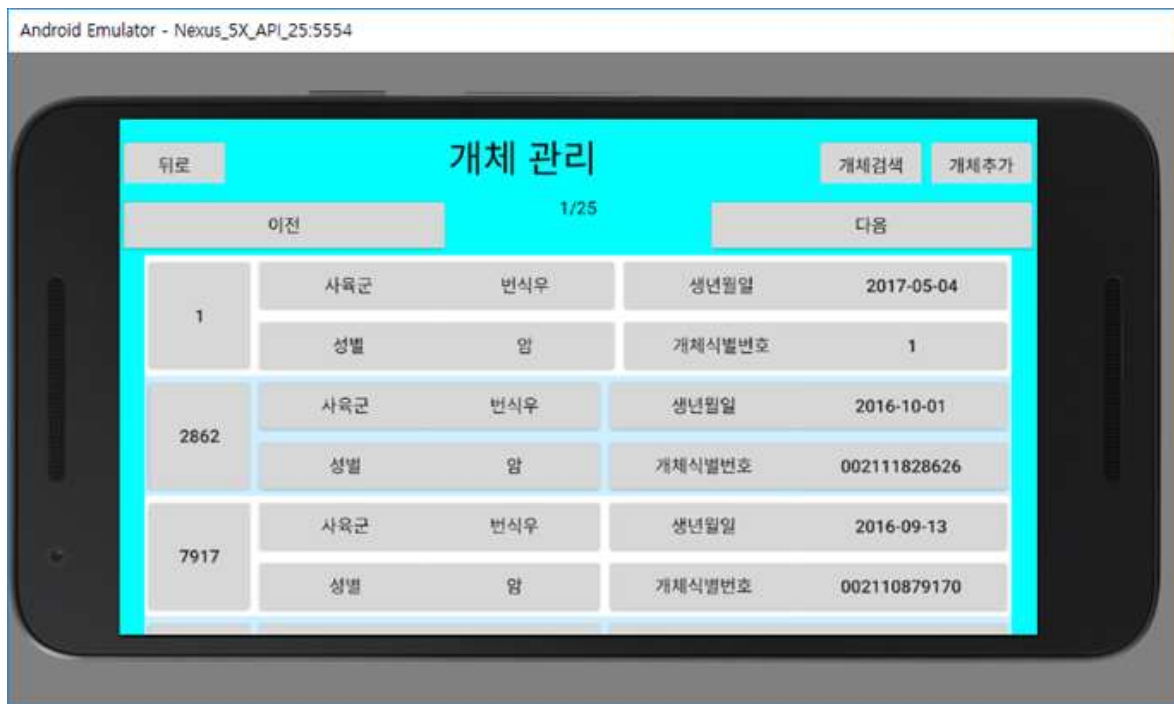 Android Emulator - Nexus_5X_API_25:5554
뒤로 개체 관리 개체검색 개체추가
이전 1/25 다음
1 사육군 번식우 생년월일 2017-05-04
성별 암 개체식별번호 1
2862 사육군 번식우 생년월일 2016-10-01
성별 암 개체식별번호 002111828626
7917 사육군 번식우 생년월일 2016-09-13
성별 암 개체식별번호 002110879170